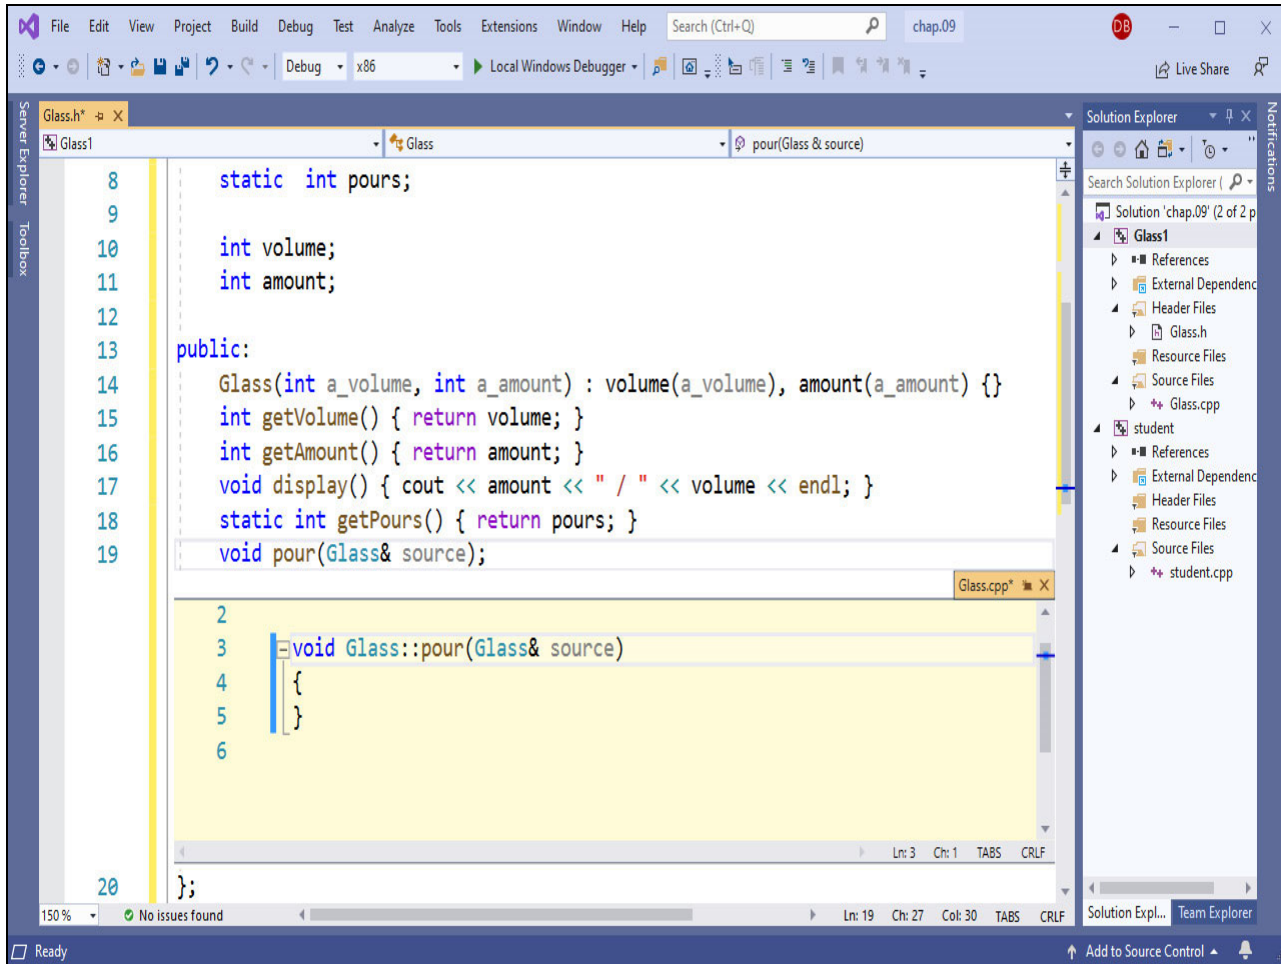 File Edit View Project Build Debug Test Analyze Tools Extensions Window Help Search (Ctrl+Q) chap.09 DB
Debug x86 Local Windows Debugger Live Share
Server Explorer
Toolbox
Glass.h*
Glass1 Glass pour(Glass & source)
8 static  int pours;
9
10 int volume;
11 int amount;
12
13 public:
14 Glass(int a_volume, int a_amount) : volume(a_volume), amount(a_amount) {}
15 int getVolume() { return volume; }
16 int getAmount() { return amount; }
17 void display() { cout << amount << " / " << volume << endl; }
18 static int getPours() { return pours; }
19 void pour(Glass& source);
Glass.cpp*
2
3 void Glass::pour(Glass& source)
4 {
5 }
6
Ln: 3 Ch: 1 TABS CRLF
20 };
150 % No issues found Ln: 19 Ch: 27 Col: 30 TABS CRLF
Solution Explorer
Search Solution Explorer (
Solution 'chap.09' (2 of 2 p
Glass1
References
External Dependenc
Header Files
Glass.h
Resource Files
Source Files
Glass.cpp
student
References
External Dependenc
Header Files
Resource Files
Source Files
student.cpp
Solution Expl... Team Explorer
Notifications
Ready Add to Source Control